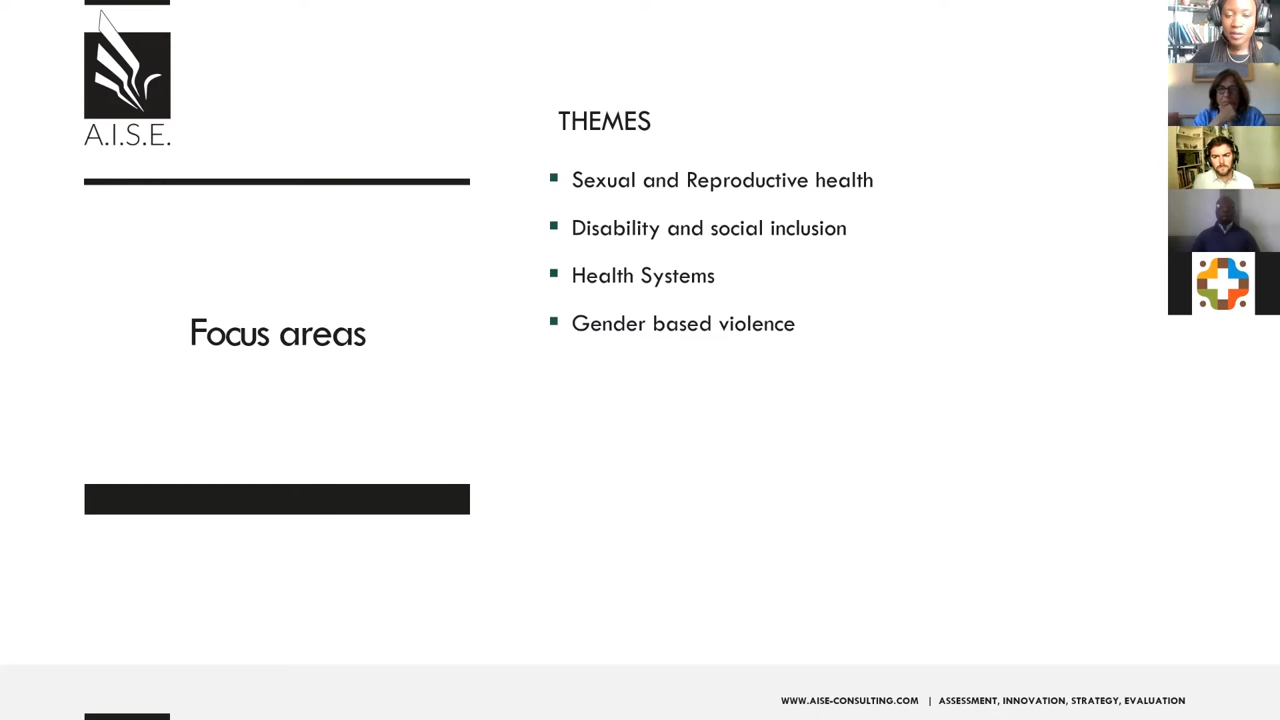 A.I.S.E.
Focus areas
THEMES
Sexual and Reproductive health
Disability and social inclusion
Health Systems
Gender based violence
WWW.AISE-CONSULTING.COM | ASSESSMENT, INNOVATION, STRATEGY, EVALUATION